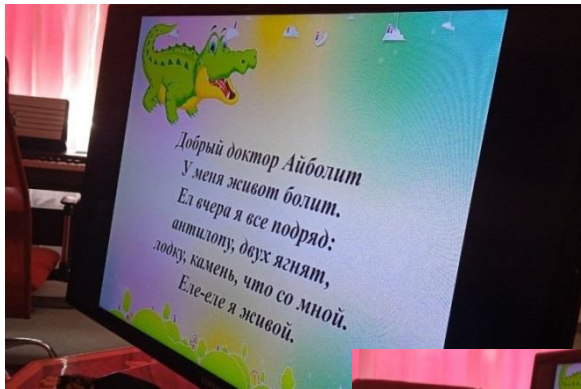 Добрый доктор Айболит
У меня живот болит.
Ел вчера я все подряд:
антилопу, двух ягнят,
лодку, камень, что со мной.
Еле-еле я живой.